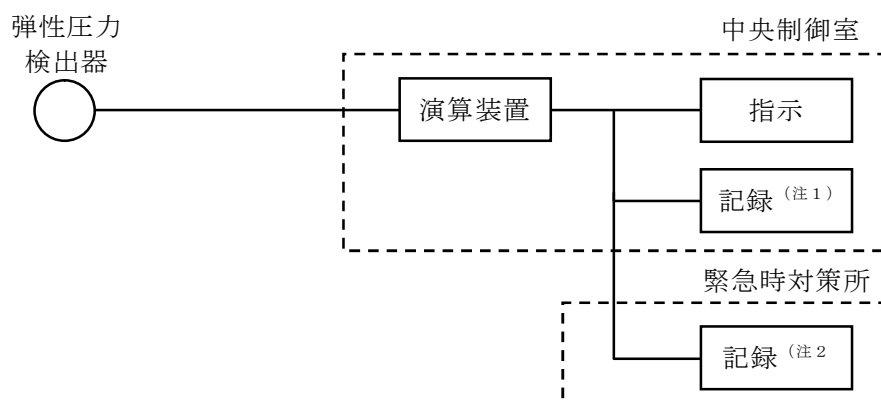 弾性圧力
検出器
中央制御室
演算装置
指示
記録（注１）
緊急時対策所
記録（注２